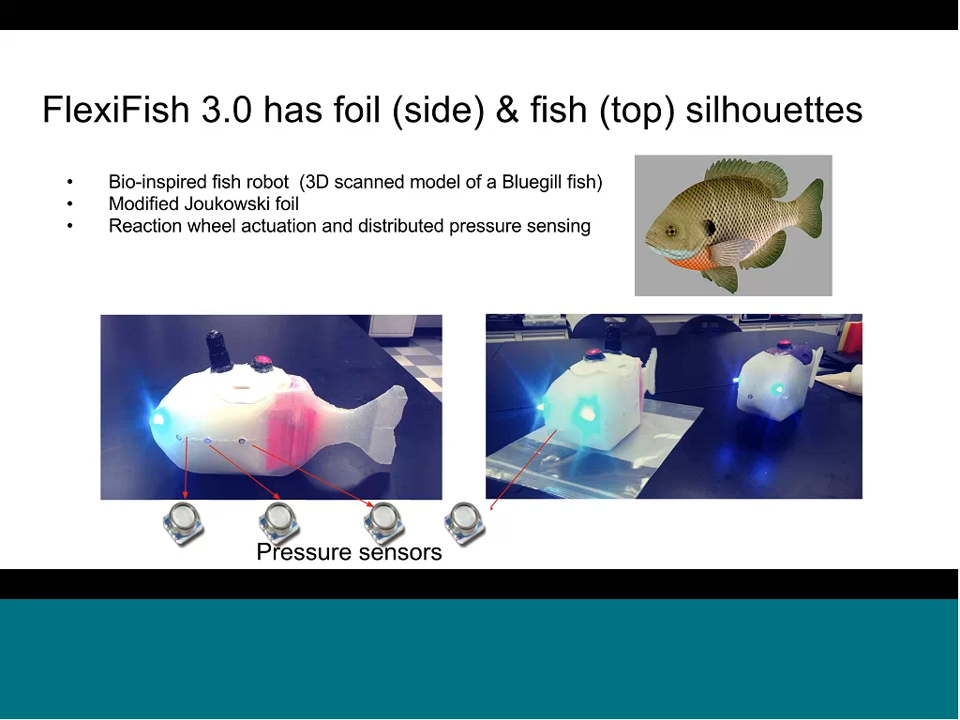 FlexiFish 3.0 has foil (side) & fish (top) silhouettes
• Bio-inspired fish robot (3D scanned model of a Bluegill fish)
• Modified Joukowski foil
• Reaction wheel actuation and distributed pressure sensing
Pressure sensors